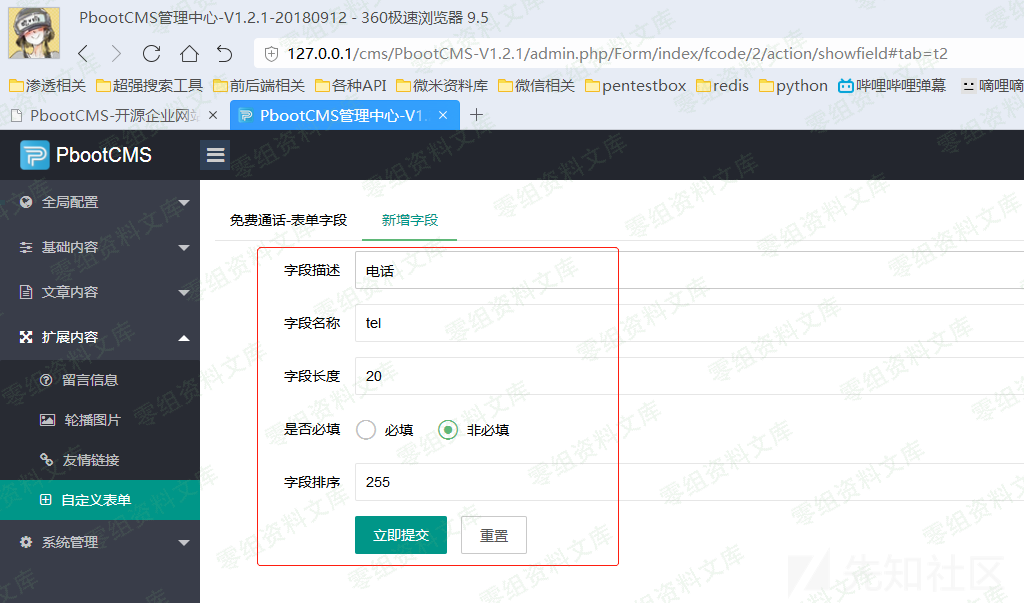 PbootCMS管理中心-V1.2.1-20180912 - 360极速浏览器 9.5
127.0.0.1/cms/PbootCMS-V1.2.1/admin.php/Form/index/fcode/2/action/showfield#tab=t2
渗透相关 超强搜索工具 前后端相关 各种API 微米资料库 微信相关 pentestbox redis python 哔哩哔哩弹幕 嘀哩嘀
PbootCMS-开源企业网站 × PbootCMS管理中心-V1. × +
PbootCMS
全局配置
基础内容
文章内容
扩展内容
留言信息
轮播图片
友情链接
自定义表单
系统管理
免费通话-表单字段 新增字段
字段描述 电话
字段名称 tel
字段长度 20
是否必填 必填 非必填
字段排序 255
立即提交 重置
零组资料文库
先知社区